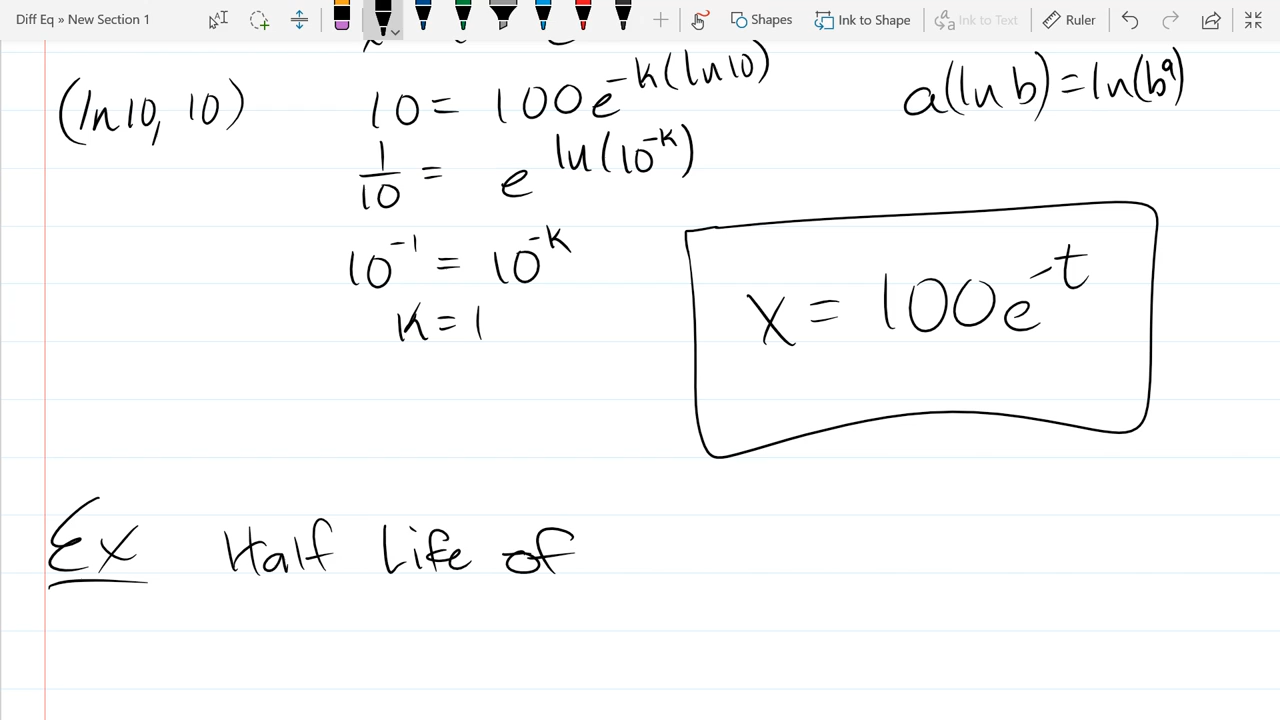 Diff Eq » New Section 1
Shapes
Ink to Shape
Ink to Text
Ruler
(ln10, 10)
10 = 100e^{-k(ln10)}
a(ln b) = ln(b^a)
1/10 = e^{ln(10^{-k})}
10^{-1} = 10^{-k}
k = 1
x = 100e^{-t}
Ex Half Life of